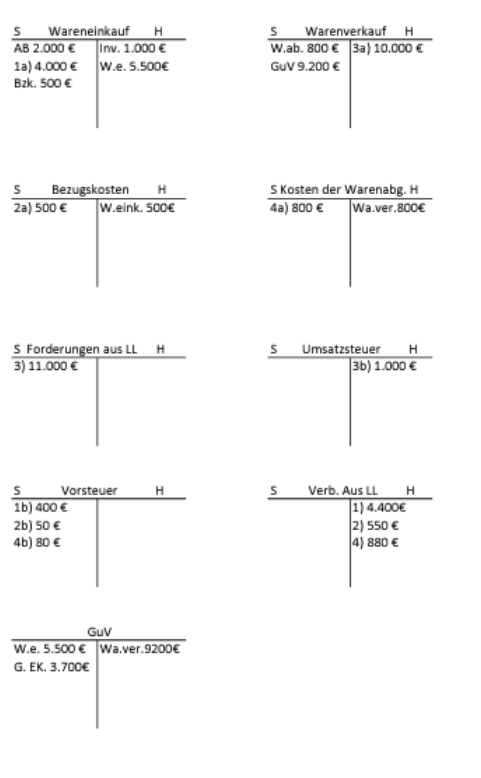 S Wareneinkauf H
AB 2.000 € Inv. 1.000 €
1a) 4.000 € W.e. 5.500€
Bzk. 500 €
S Warenverkauf H
W.ab. 800 € 3a) 10.000 €
GuV 9.200 €
S Bezugskosten H
2a) 500 € W.eink. 500€
S Kosten der Warenabg. H
4a) 800 € Wa.ver.800€
S Forderungen aus LL H
3) 11.000 €
S Umsatzsteuer H
3b) 1.000 €
S Vorsteuer H
1b) 400 €
2b) 50 €
4b) 80 €
S Verb. Aus LL H
1) 4.400€
2) 550 €
4) 880 €
GuV
W.e. 5.500 € Wa.ver.9200€
G. EK. 3.700€